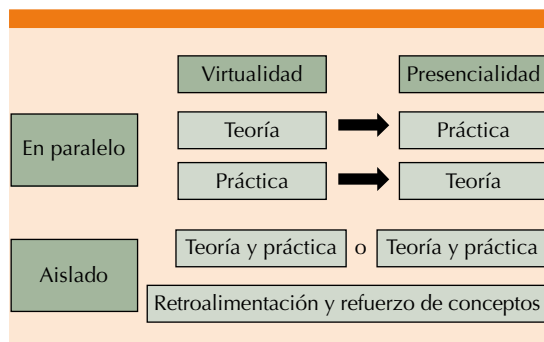 Virtualidad Presencialidad
En paralelo
Teoría Práctica
Práctica Teoría
Aislado
Teoría y práctica o Teoría y práctica
Retroalimentación y refuerzo de conceptos